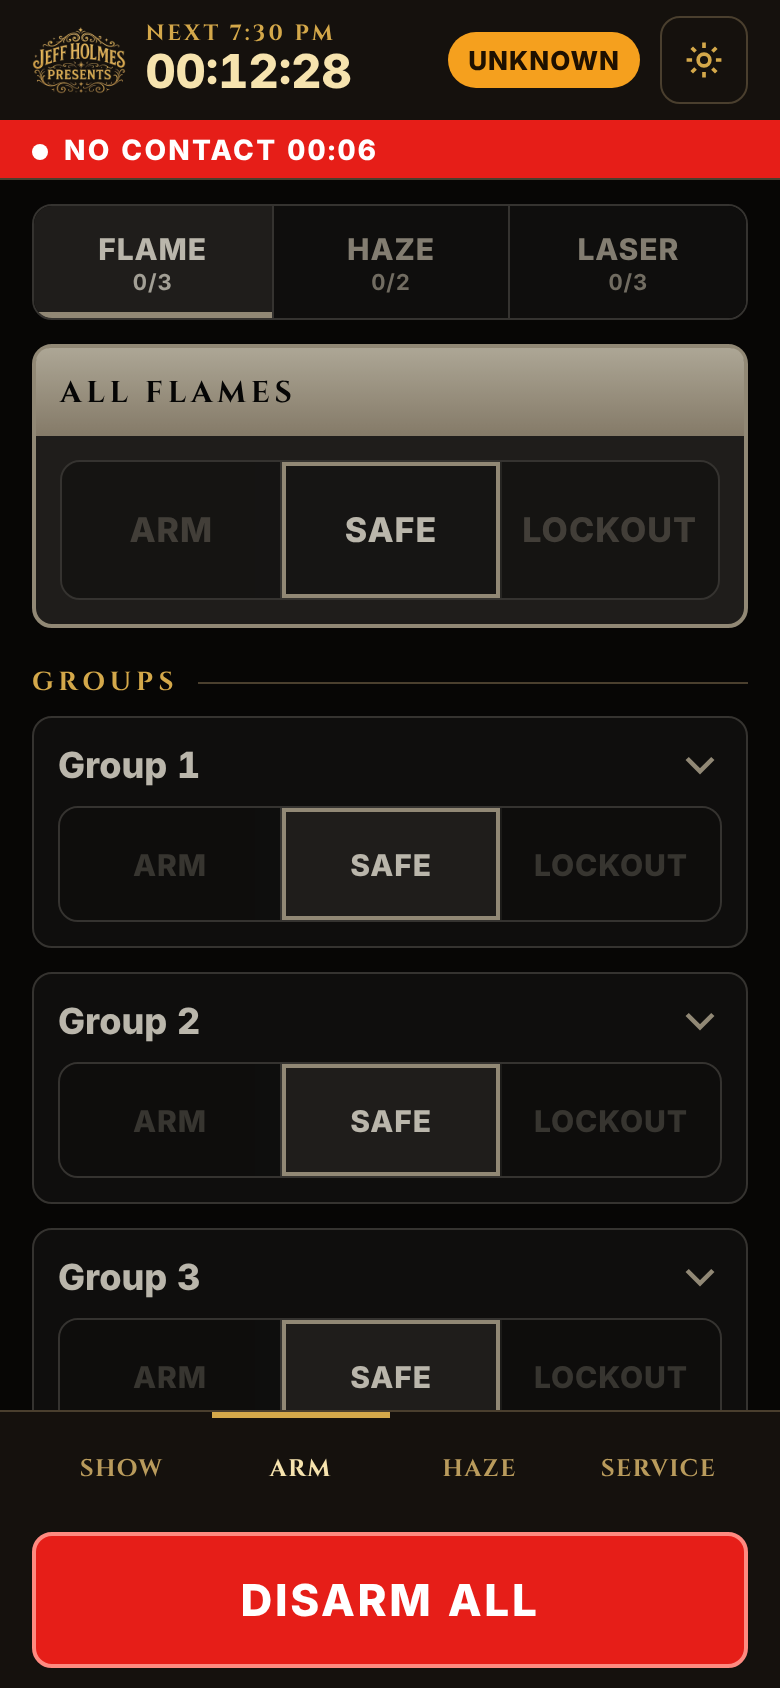 JEFF HOLMES
PRESENTS
NEXT 7:30 PM
00:12:28
UNKNOWN
NO CONTACT 00:06
FLAME
0/3
HAZE
0/2
LASER
0/3
ALL FLAMES
ARM
SAFE
LOCKOUT
GROUPS
Group 1
ARM
SAFE
LOCKOUT
Group 2
ARM
SAFE
LOCKOUT
Group 3
ARM
SAFE
LOCKOUT
SHOW
ARM
HAZE
SERVICE
DISARM ALL